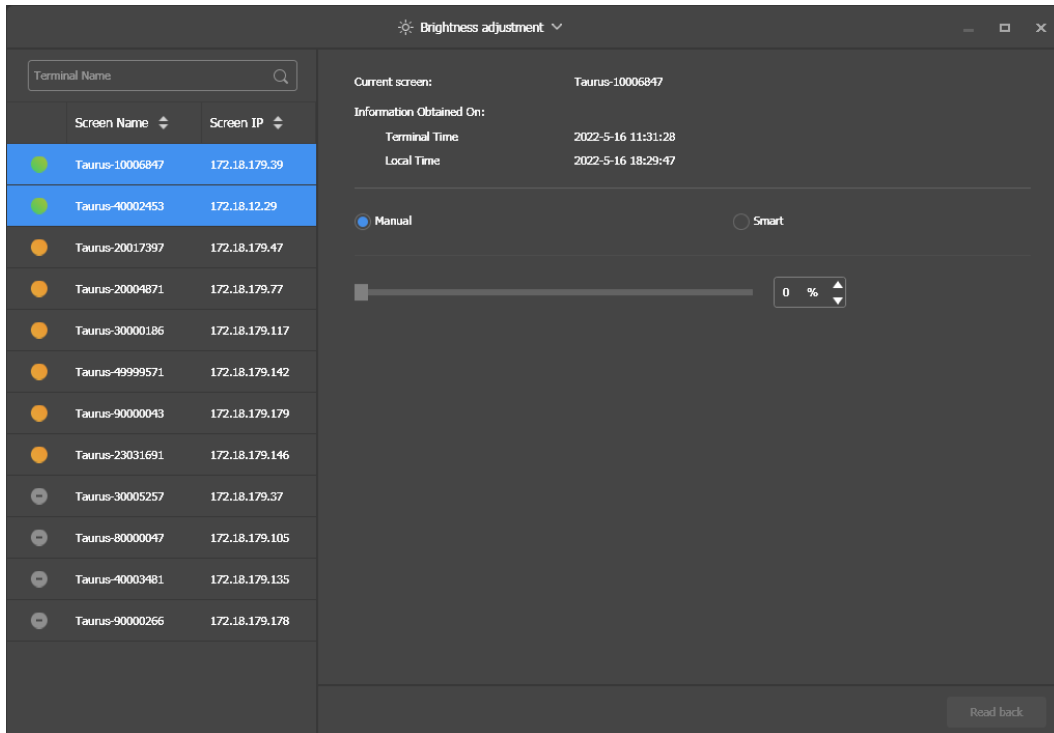 Brightness adjustment
Terminal Name
Screen Name Screen IP
Taurus-10006847 172.18.179.39
Taurus-40002453 172.18.12.29
Taurus-20017397 172.18.179.47
Taurus-20004871 172.18.179.77
Taurus-30000186 172.18.179.117
Taurus-49999571 172.18.179.142
Taurus-90000043 172.18.179.179
Taurus-23031691 172.18.179.146
Taurus-30005257 172.18.179.37
Taurus-80000047 172.18.179.105
Taurus-40003481 172.18.179.135
Taurus-90000266 172.18.179.178
Current screen: Taurus-10006847
Information Obtained On:
Terminal Time 2022-5-16 11:31:28
Local Time 2022-5-16 18:29:47
Manual Smart
0 %
Read back